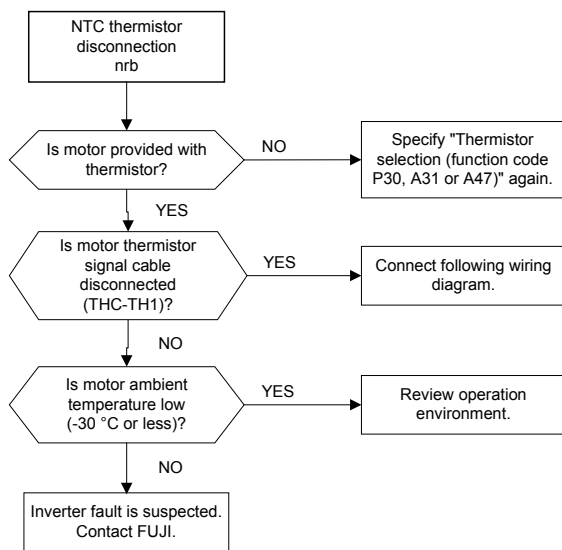 NTC thermistor
disconnection
nrb
Is motor provided with
thermistor?
NO
Specify "Thermistor
selection (function code
P30, A31 or A47)" again.
YES
Is motor thermistor
signal cable
disconnected
(THC-TH1)?
YES
Connect following wiring
diagram.
NO
Is motor ambient
temperature low
(-30 °C or less)?
YES
Review operation
environment.
NO
Inverter fault is suspected.
Contact FUJI.